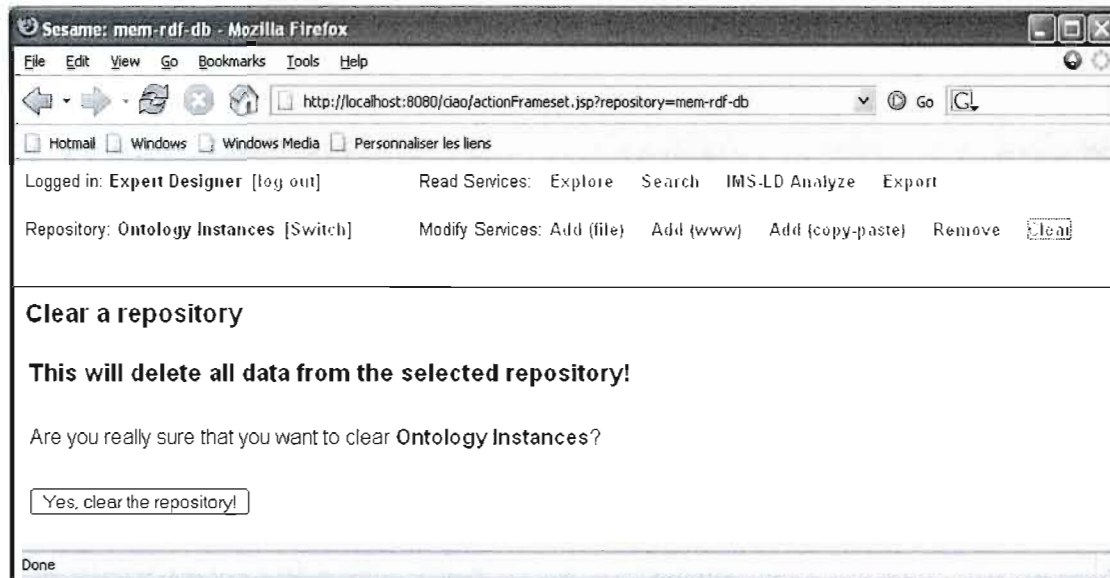 Sesame: mem-rdf-db - Mozilla Firefox
File Edit View Go Bookmarks Tools Help
http://localhost:8080/ciao/actionFrameset.jsp?repository=mem-rdf-db Go G
Hotmail Windows Windows Media Personnaliser les liens
Logged in: Expert Designer [log out] Read Services: Explore Search IMS-LD Analyze Export
Repository: Ontology Instances [Switch] Modify Services: Add (file) Add (www) Add (copy-paste) Remove Clear
Clear a repository
This will delete all data from the selected repository!
Are you really sure that you want to clear Ontology Instances?
Yes, clear the repository!
Done